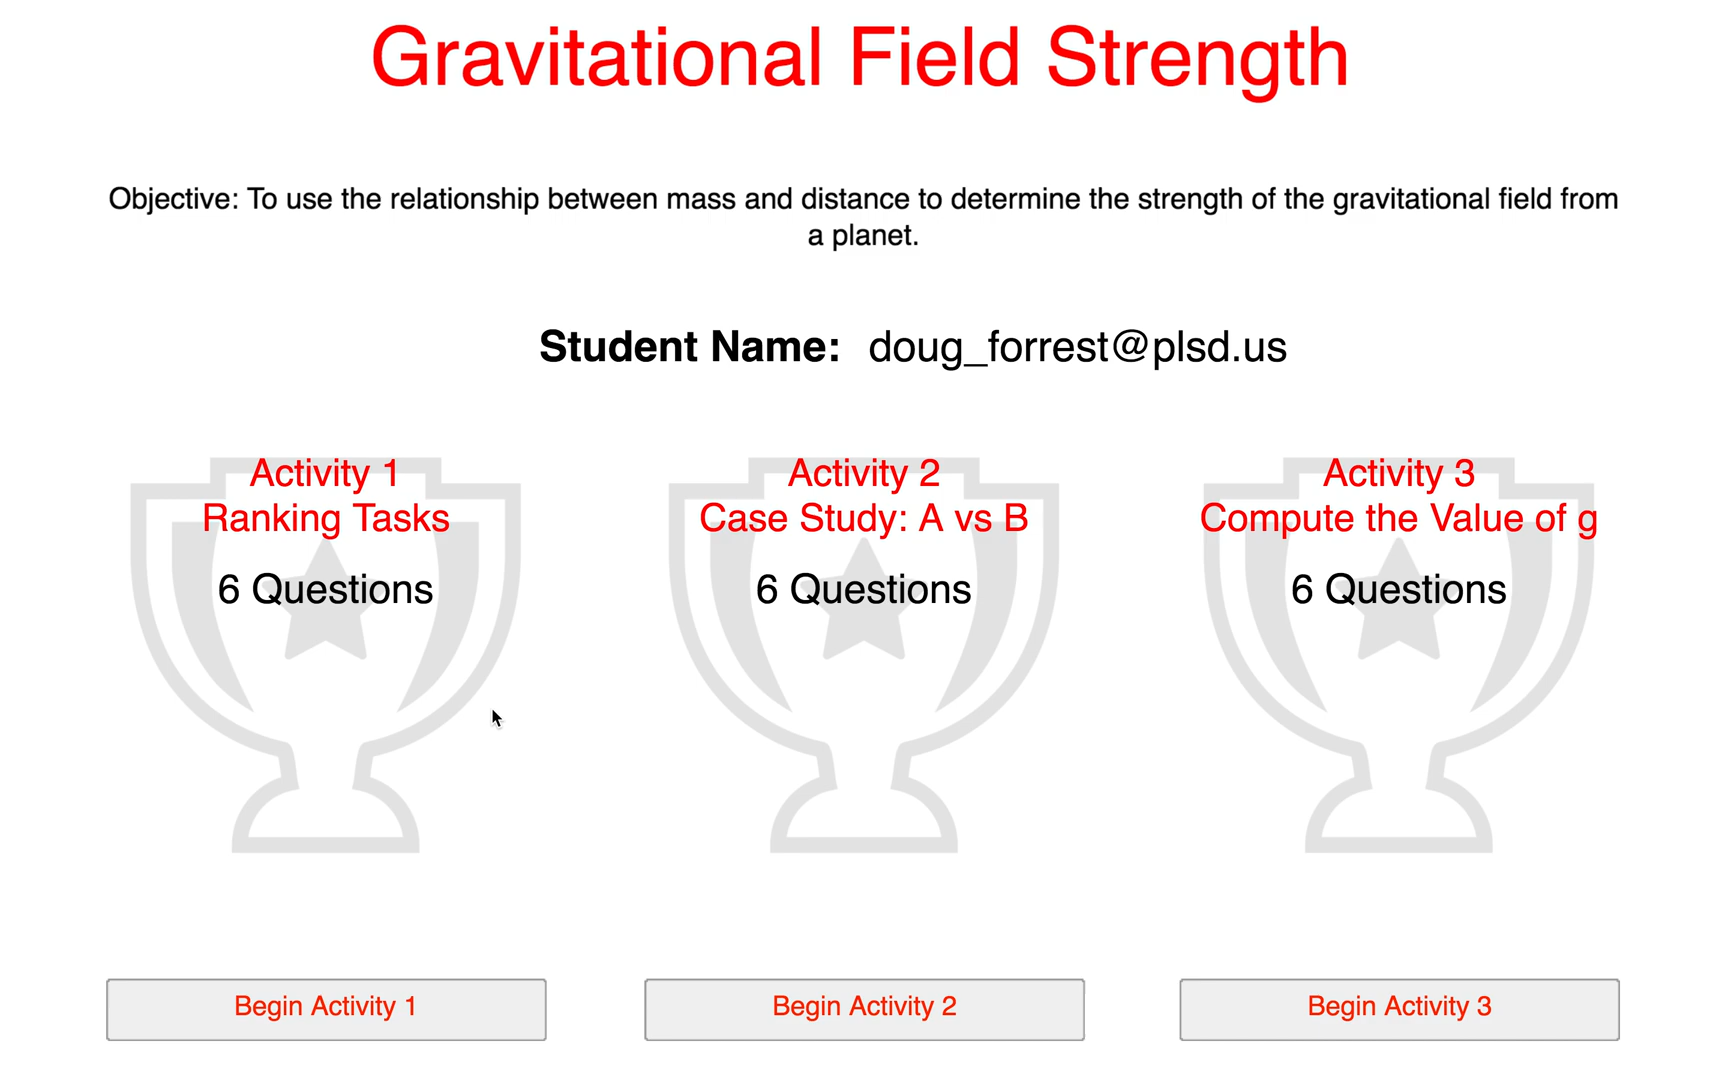 Gravitational Field Strength
Objective: To use the relationship between mass and distance to determine the strength of the gravitational field from
a planet.
Student Name: doug_forrest@plsd.us
Activity 1
Ranking Tasks
6 Questions
Activity 2
Case Study: A vs B
6 Questions
Activity 3
Compute the Value of g
6 Questions
Begin Activity 1
Begin Activity 2
Begin Activity 3